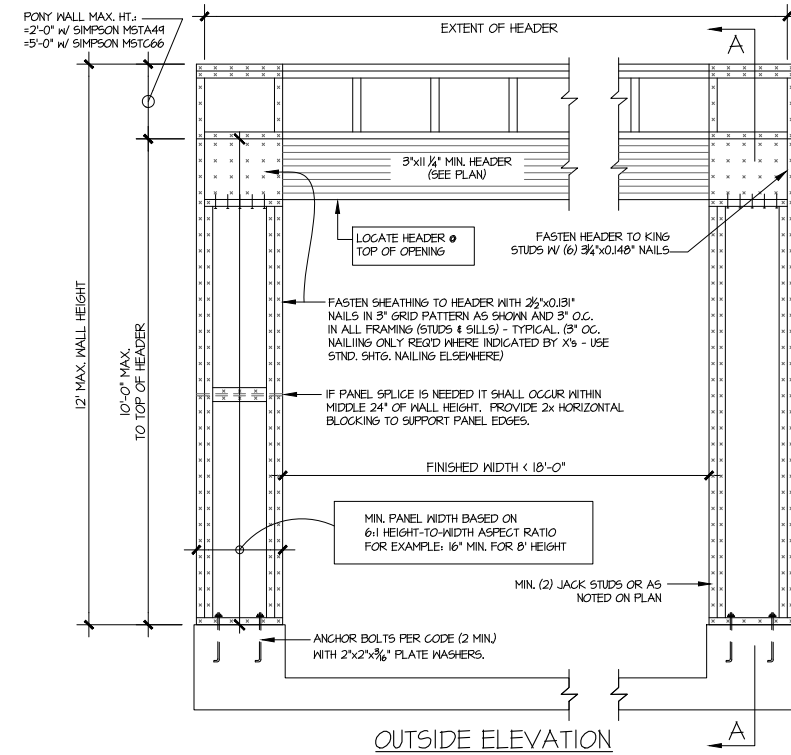 PONY WALL MAX. HT.:
=2'-0" W/ SIMPSON MSTA49
=5'-0" W/ SIMPSON MSTC66
EXTENT OF HEADER
A
3"x11 1/4" MIN. HEADER
(SEE PLAN)
LOCATE HEADER @
TOP OF OPENING
FASTEN HEADER TO KING
STUDS W/ (6) 3 1/4"x0.148" NAILS
12' MAX. WALL HEIGHT
10'-0" MAX.
TO TOP OF HEADER
FASTEN SHEATHING TO HEADER WITH 2 1/2"x0.131"
NAILS IN 3" GRID PATTERN AS SHOWN AND 3" O.C.
IN ALL FRAMING (STUDS & SILLS) - TYPICAL. (3" OC.
NAILIING ONLY REQ'D WHERE INDICATED BY X's - USE
STND. SHTG. NAILING ELSEWHERE)
IF PANEL SPLICE IS NEEDED IT SHALL OCCUR WITHIN
MIDDLE 24" OF WALL HEIGHT. PROVIDE 2x HORIZONTAL
BLOCKING TO SUPPORT PANEL EDGES.
FINISHED WIDTH < 18'-0"
MIN. PANEL WIDTH BASED ON
6:1 HEIGHT-TO-WIDTH ASPECT RATIO
FOR EXAMPLE: 16" MIN. FOR 8' HEIGHT
MIN. (2) JACK STUDS OR AS
NOTED ON PLAN
ANCHOR BOLTS PER CODE (2 MIN.)
WITH 2"x2"x3/16" PLATE WASHERS.
OUTSIDE ELEVATION
A